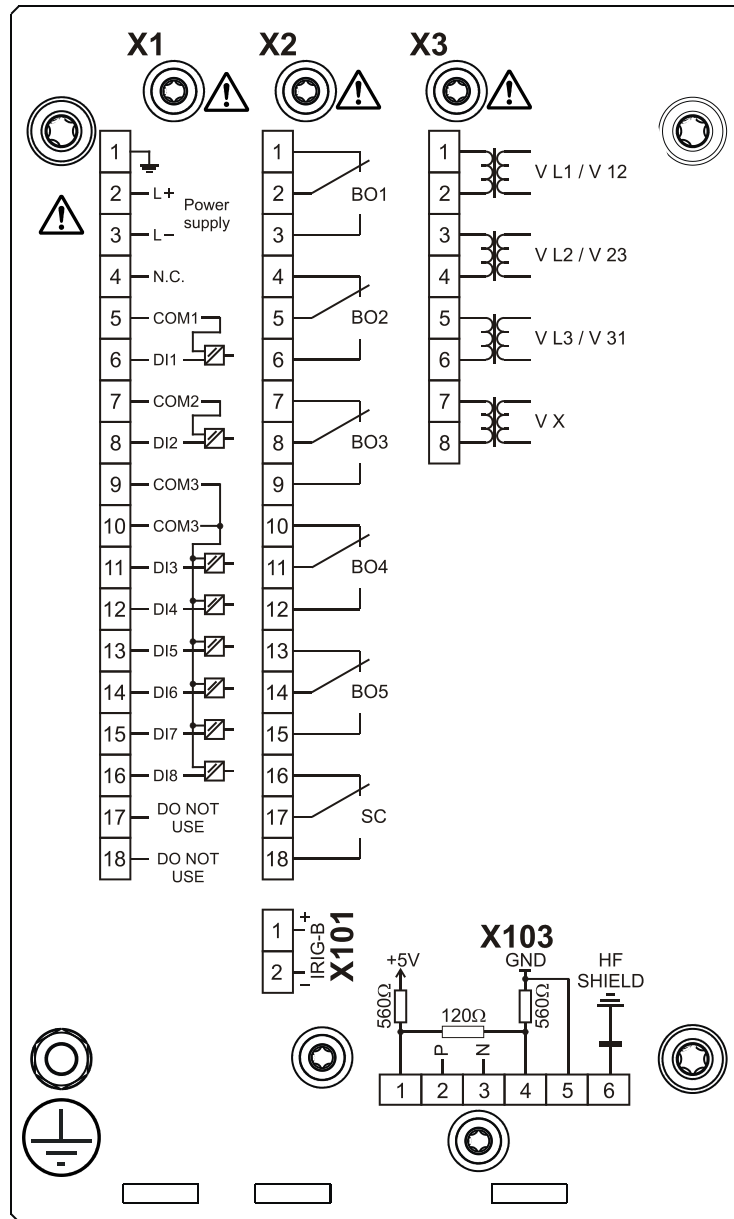 X1 X2 X3
1
2 L+ Power
supply
3 L−
4 N.C.
5 COM1
6 DI1
7 COM2
8 DI2
9 COM3
10 COM3
11 DI3
12 DI4
13 DI5
14 DI6
15 DI7
16 DI8
17 DO NOT
USE
18 DO NOT
USE
1
2 BO1
3
4
5 BO2
6
7
8 BO3
9
10
11 BO4
12
13
14 BO5
15
16
17 SC
18
1 V L1 / V 12
2
3 V L2 / V 23
4
5 V L3 / V 31
6
7 V X
8
1 +
2 −
IRIG-B
X101
X103
+5V GND HF
SHIELD
560Ω 120Ω 560Ω
P N
1 2 3 4 5 6